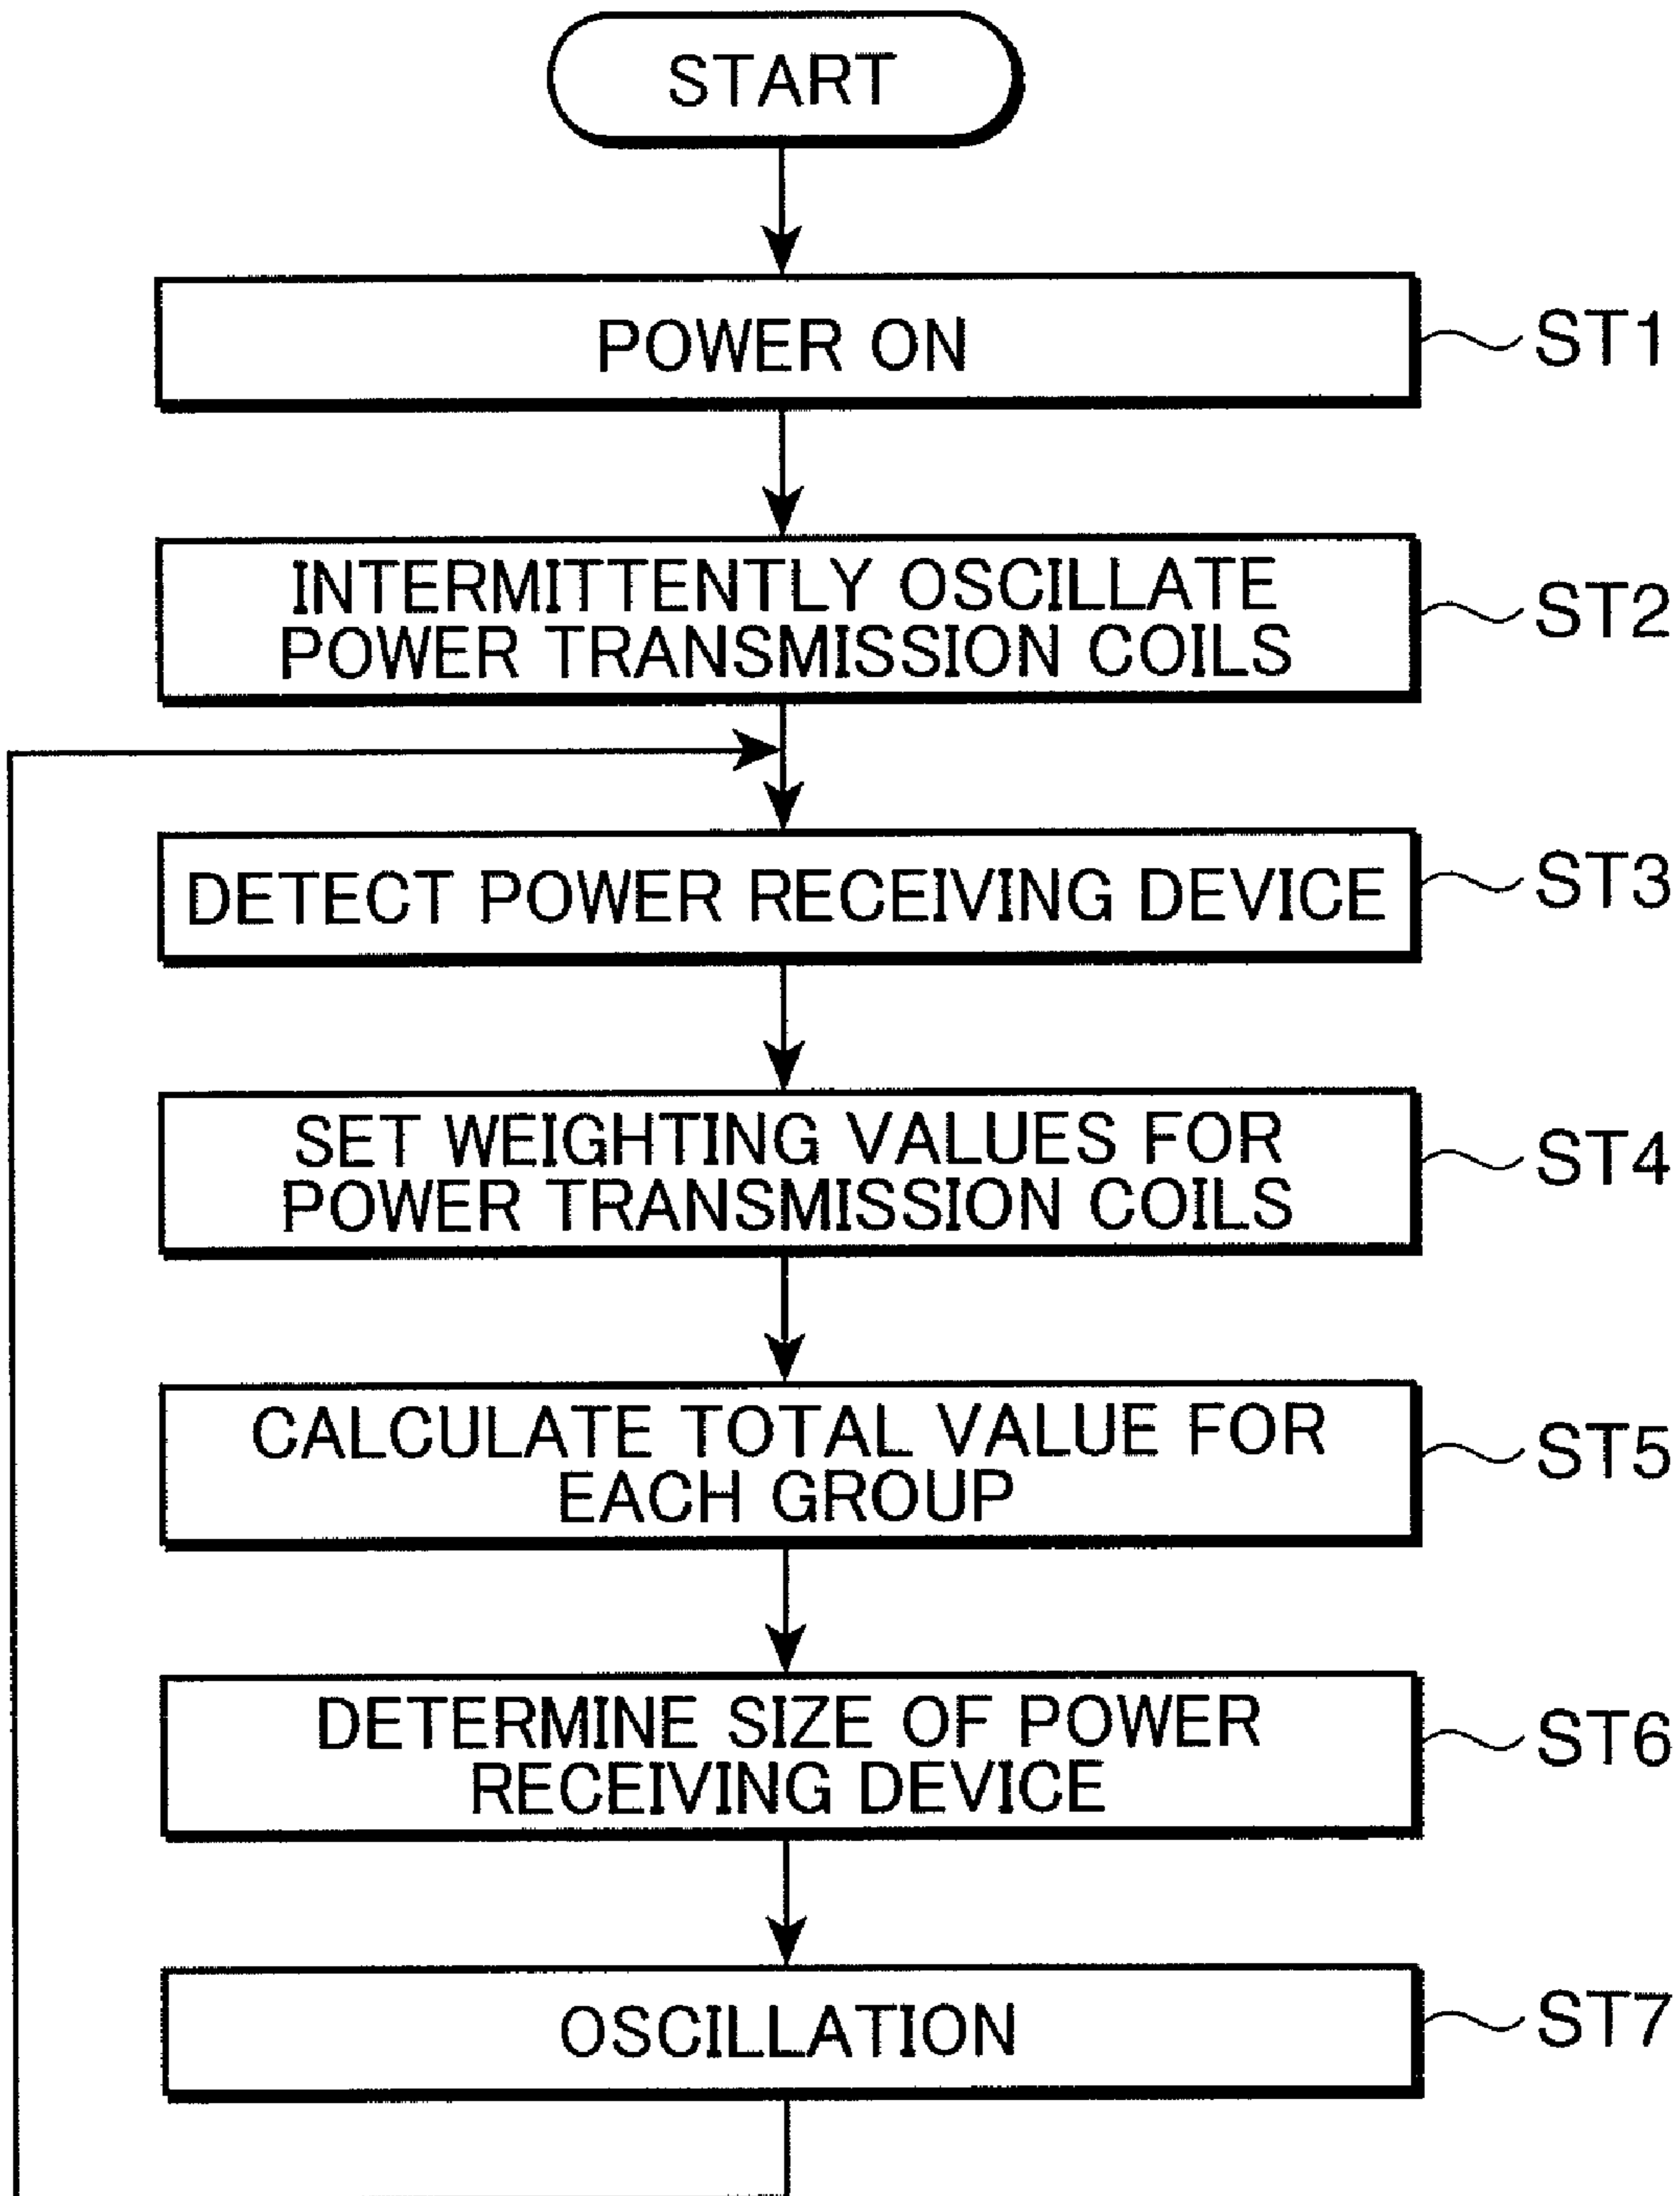 START
POWER ON
ST1
INTERMITTENTLY OSCILLATE
POWER TRANSMISSION COILS
ST2
DETECT POWER RECEIVING DEVICE
ST3
SET WEIGHTING VALUES FOR
POWER TRANSMISSION COILS
ST4
CALCULATE TOTAL VALUE FOR
EACH GROUP
ST5
DETERMINE SIZE OF POWER
RECEIVING DEVICE
ST6
OSCILLATION
ST7